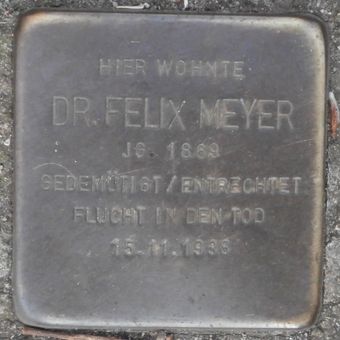 HIER WOHNTE
DR. FELIX MEYER
JG. 1869
GEDEMÜTIGT / ENTRECHTET
FLUCHT IN DEN TOD
15.11.1938